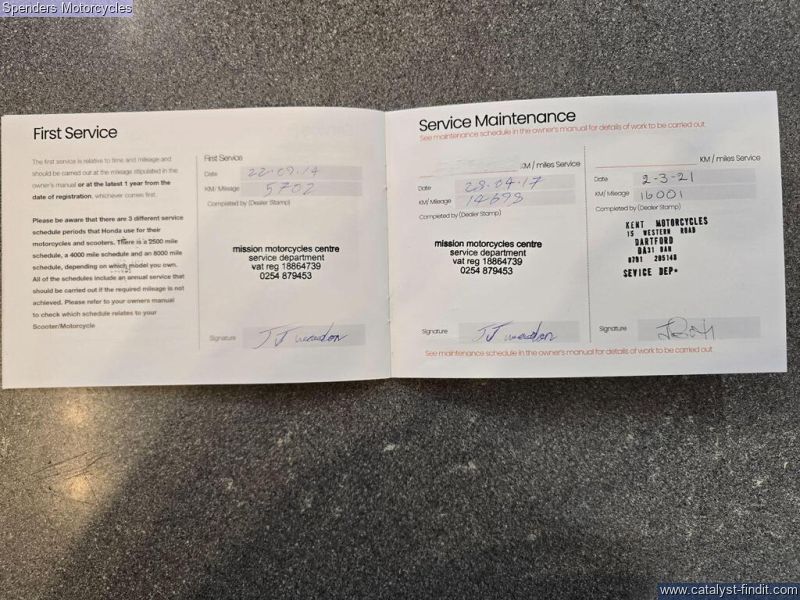 Spenders Motorcycles
First Service
The first service is relative to time and mileage and
should be carried out at the mileage stipulated in the
owner's manual or at the latest 1 year from the
date of registration, whichever comes first.
Please be aware that there are 3 different service
schedule periods that Honda use for their
motorcycles and scooters. There is a 2500 mile
schedule, a 4000 mile schedule and an 8000 mile
schedule, depending on which model you own.
All of the schedules include an annual service that
should be carried out if the required mileage is not
achieved. Please refer to your owners manual
to check which schedule relates to your
Scooter/Motorcycle
First Service
Date 22-09-14
KM/Mileage 5702
Completed by (Dealer Stamp)
mission motorcycles centre
service department
vat reg 18864739
0254 879453
Signature
Service Maintenance
See maintenance schedule in the owner's manual for details of work to be carried out
KM / miles Service
Date 28-04-17
KM/Mileage 14693
Completed by (Dealer Stamp)
mission motorcycles centre
service department
vat reg 18864739
0254 879453
Signature
KM / miles Service
Date 2-3-21
KM/Mileage 16001
Completed by (Dealer Stamp)
KENT MOTORCYCLES
15 WESTERN ROAD
DARTFORD
DA31 0AN
0791 205148
SEVICE DEP.
Signature
See maintenance schedule in the owner's manual for details of work to be carried out
www.catalyst-findit.com